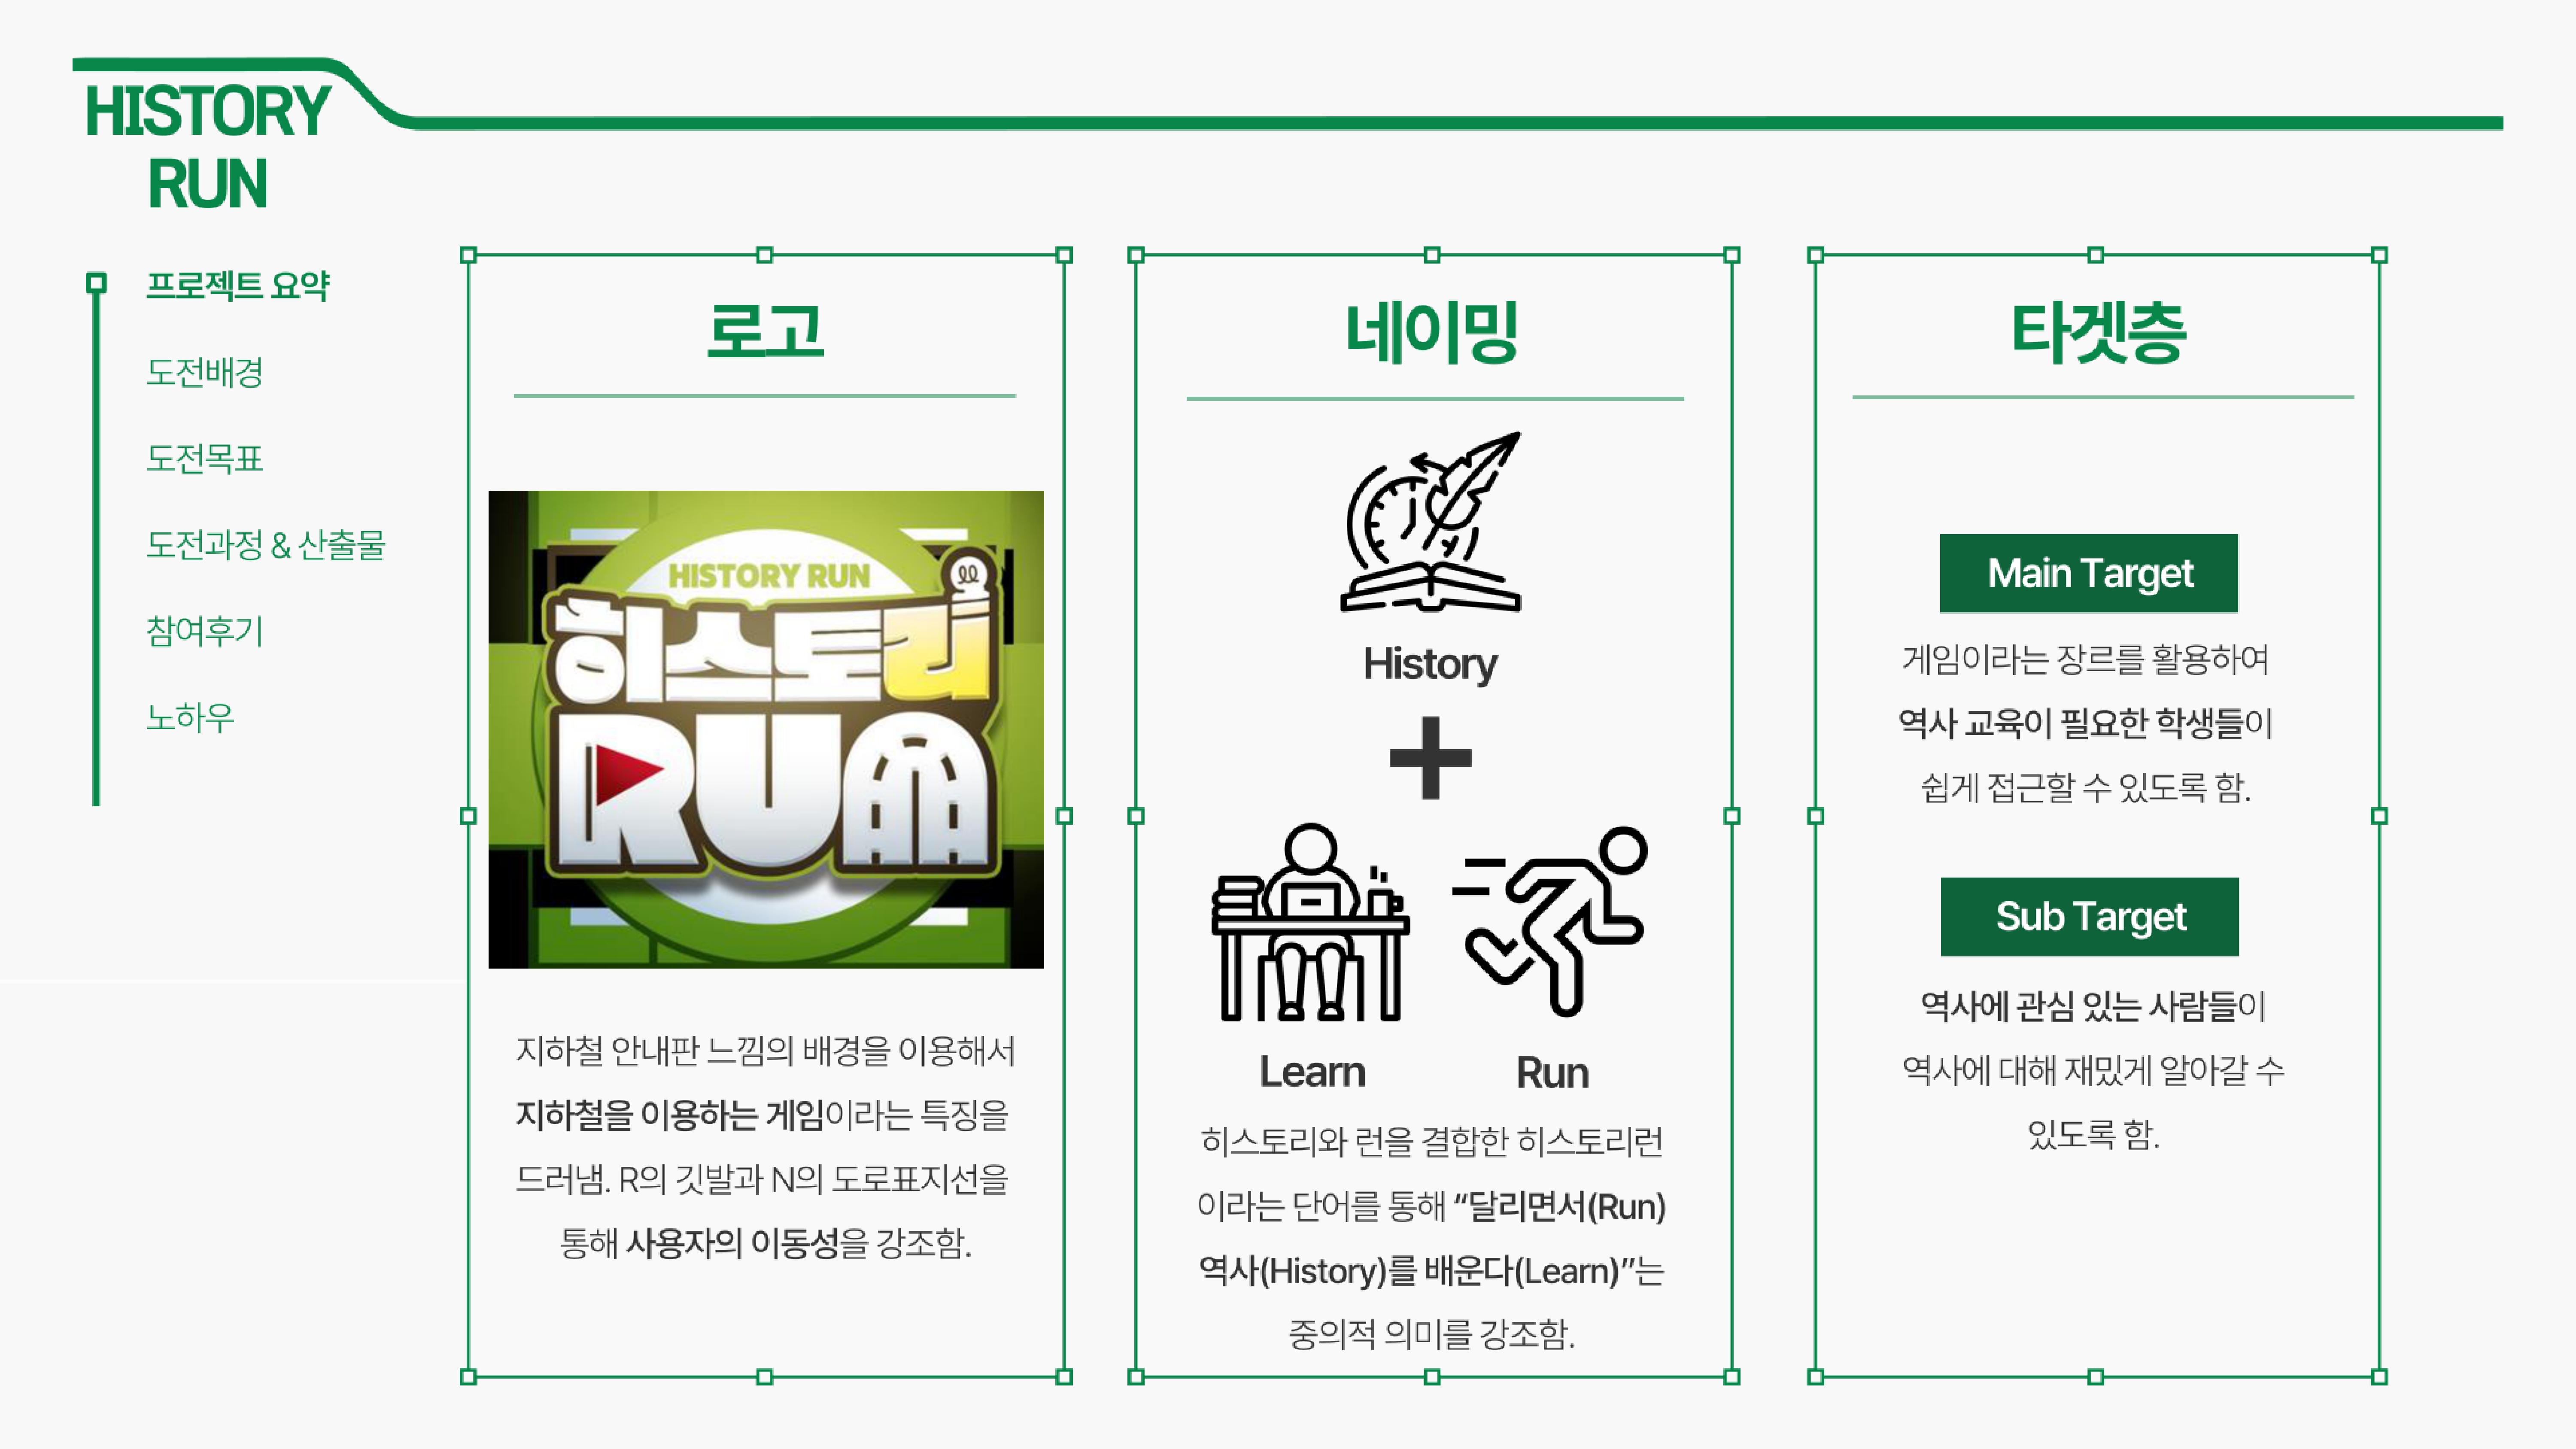 HISTORY
RUN
프로젝트 요약
도전배경
도전목표
도전과정 & 산출물
참여후기
노하우
로고
HISTORY RUN
히스토리
RUN
지하철 안내판 느낌의 배경을 이용해서
지하철을 이용하는 게임이라는 특징을
드러냄. R의 깃발과 N의 도로표지선을
통해 사용자의 이동성을 강조함.
네이밍
History
+
Learn
Run
히스토리와 런을 결합한 히스토리런
이라는 단어를 통해 “달리면서(Run)
역사(History)를 배운다(Learn)”는
중의적 의미를 강조함.
타겟층
Main Target
게임이라는 장르를 활용하여
역사 교육이 필요한 학생들이
쉽게 접근할 수 있도록 함.
Sub Target
역사에 관심 있는 사람들이
역사에 대해 재밌게 알아갈 수
있도록 함.